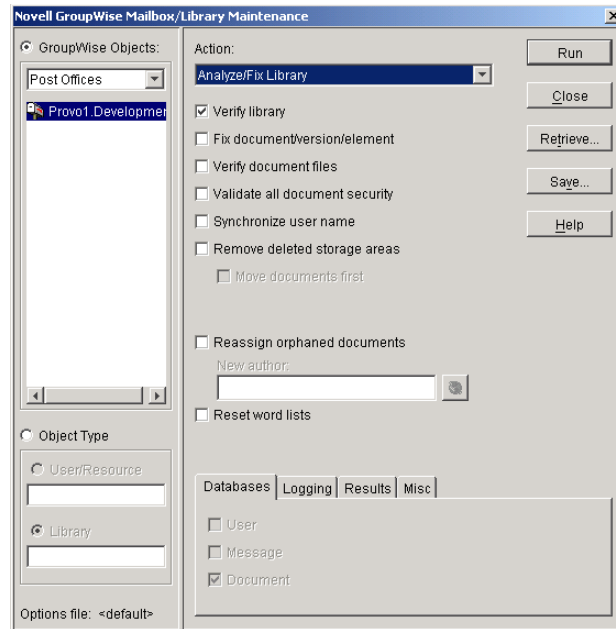 Novell GroupWise Mailbox/Library Maintenance
GroupWise Objects:
Post Offices
Provo1.Developmer
Object Type
User/Resource
Library
Options file: <default>
Action:
Analyze/Fix Library
Verify library
Fix document/version/element
Verify document files
Validate all document security
Synchronize user name
Remove deleted storage areas
Move documents first
Reassign orphaned documents
New author:
Reset word lists
Databases Logging Results Misc
User
Message
Document
Run
Close
Retrieve...
Save...
Help